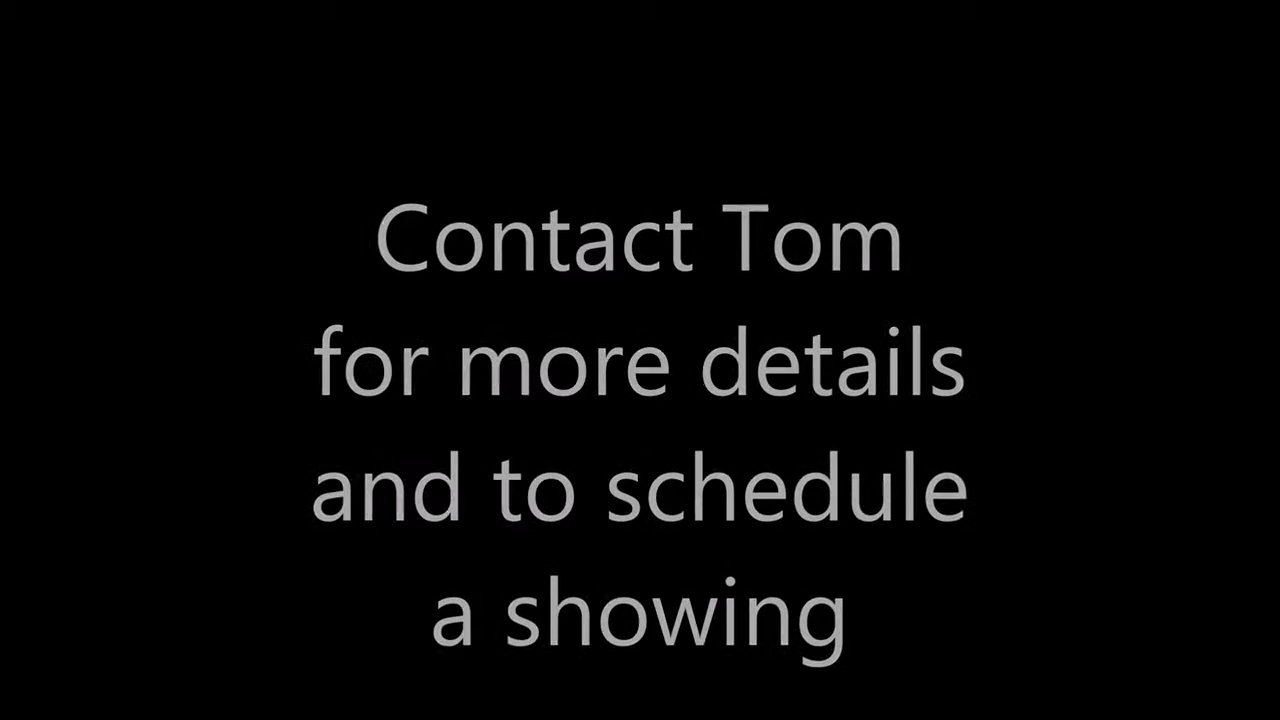 Contact Tom
for more details
and to schedule
a showing